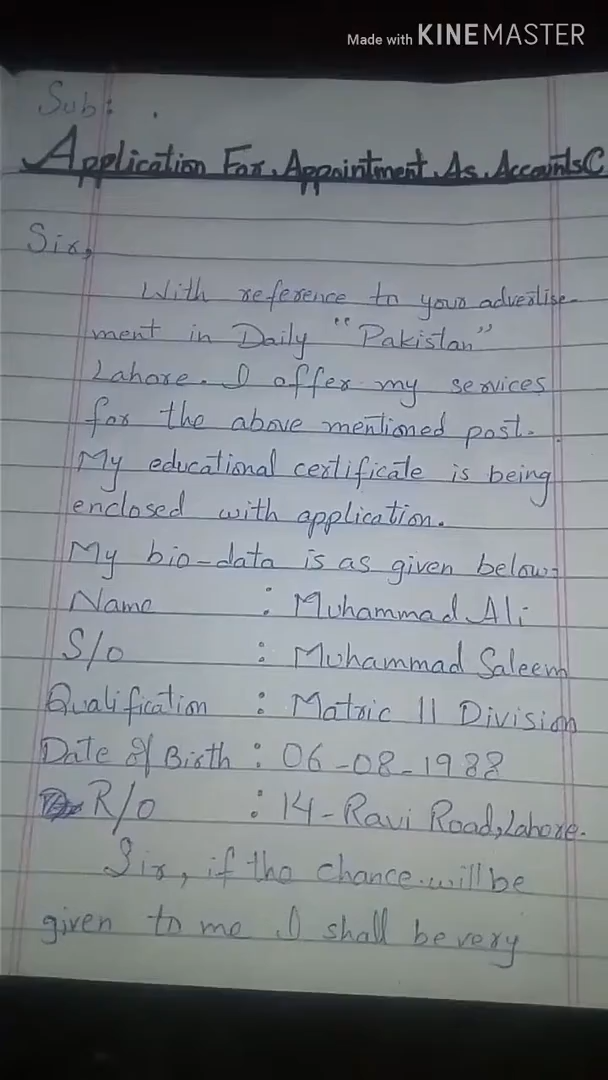 Made with KINEMASTER
Sub:
Application For Appointment As Accounts C
Sir,
With reference to your advertise-
ment in Daily "Pakistan"
Lahore. I offer my services
for the above mentioned post.
My educational certificate is being
enclosed with application.
My bio-data is as given below:-
Name : Muhammad Ali
S/o : Muhammad Saleem
Qualification : Matric II Division
Date of Birth : 06-08-1988
R/o : 14-Ravi Road, Lahore.
Sir, if the chance will be
given to me I shall be very